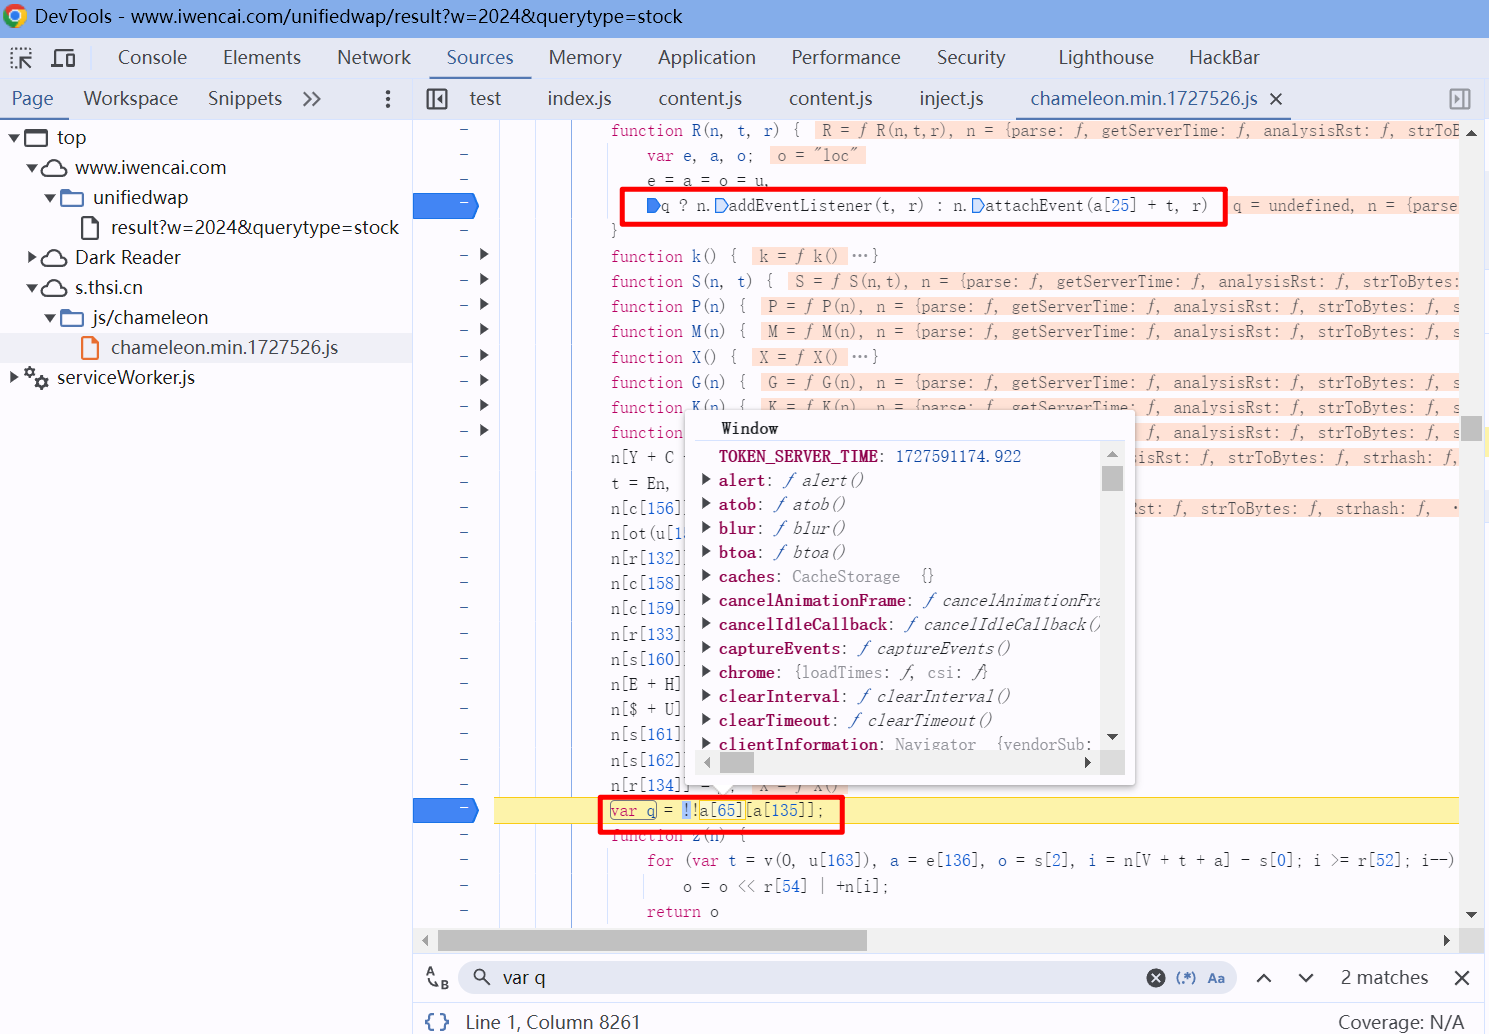 DevTools - www.iwencai.com/unifiedwap/result?w=2024&querytype=stock
Console Elements Network Sources Memory Application Performance Security Lighthouse HackBar
Page Workspace Snippets
test index.js content.js content.js inject.js chameleon.min.1727526.js
top
www.iwencai.com
unifiedwap
result?w=2024&querytype=stock
Dark Reader
s.thsi.cn
js/chameleon
chameleon.min.1727526.js
serviceWorker.js
function R(n, t, r) { R = ƒ R(n,t,r), n = {parse: ƒ, getServerTime: ƒ, analysisRst: ƒ, strToB
var e, a, o; o = "loc"
e = a = o = u,
q ? n.addEventListener(t, r) : n.attachEvent(a[25] + t, r) q = undefined, n = {parse
}
function k() { k = ƒ k() …}
function S(n, t) { S = ƒ S(n,t), n = {parse: ƒ, getServerTime: ƒ, analysisRst: ƒ, strToBytes:
function P(n) { P = ƒ P(n), n = {parse: ƒ, getServerTime: ƒ, analysisRst: ƒ, strToBytes: ƒ, s
function M(n) { M = ƒ M(n), n = {parse: ƒ, getServerTime: ƒ, analysisRst: ƒ, strToBytes: ƒ, s
function X() { X = ƒ X() …}
function G(n) { G = ƒ G(n), n = {parse: ƒ, getServerTime: ƒ, analysisRst: ƒ, strToBytes: ƒ, s
function K(n) { K = ƒ K(n), n = {parse: ƒ, getServerTime: ƒ, analysisRst: ƒ, strToBytes: ƒ, s
function ƒ, analysisRst: ƒ, strToBytes: ƒ, s
n[Y + C sisRst: ƒ, strToBytes: ƒ, strhash: ƒ,
t = En,
n[c[156] Rst: ƒ, strToBytes: ƒ, strhash: ƒ,
n[ot(u[1
n[r[132]
n[c[158]
n[c[159]
n[r[133]
n[s[160]
n[E + H]
n[$ + U]
n[s[161]
n[s[162]
n[r[134]] = X = ƒ X()
Window
TOKEN_SERVER_TIME: 1727591174.922
alert: ƒ alert()
atob: ƒ atob()
blur: ƒ blur()
btoa: ƒ btoa()
caches: CacheStorage {}
cancelAnimationFrame: ƒ cancelAnimationFra
cancelIdleCallback: ƒ cancelIdleCallback()
captureEvents: ƒ captureEvents()
chrome: {loadTimes: ƒ, csi: ƒ}
clearInterval: ƒ clearInterval()
clearTimeout: ƒ clearTimeout()
clientInformation: Navigator {vendorSub:
var q = !!a[65][a[135]];
function z(n) {
for (var t = v(0, u[163]), a = e[136], o = s[2], i = n[V + t + a] - s[0]; i >= r[52]; i--)
o = o << r[54] | +n[i];
return o
A B var q (.*) Aa 2 matches
{} Line 1, Column 8261 Coverage: N/A